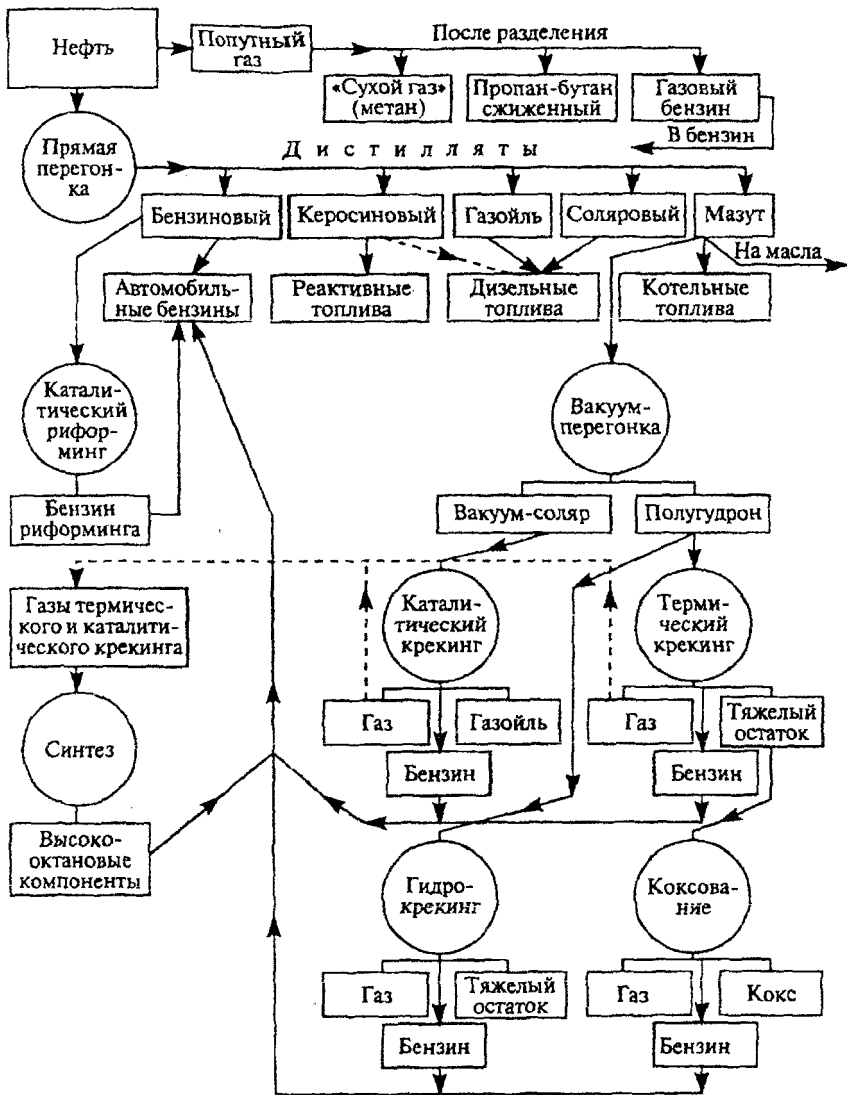 Нефть
Попутный
газ
После разделения
«Сухой газ»
(метан)
Пропан-бутан
сжиженный
Газовый
бензин
В бензин
Прямая
перегон-
ка
Дистилляты
Бензиновый
Керосиновый
Газойль
Соляровый
Мазут
На масла
Автомобиль-
ные бензины
Реактивные
топлива
Дизельные
топлива
Котельные
топлива
Катали-
тический
рифор-
минг
Вакуум-
перегонка
Бензин
риформинга
Вакуум-соляр
Полугудрон
Газы термичес-
кого и каталити-
ческого крекинга
Катали-
тический
крекинг
Терми-
ческий
крекинг
Синтез
Газ
Газойль
Газ
Тяжелый
остаток
Бензин
Бензин
Высоко-
октановые
компоненты
Гидро-
крекинг
Коксова-
ние
Газ
Тяжелый
остаток
Газ
Кокс
Бензин
Бензин